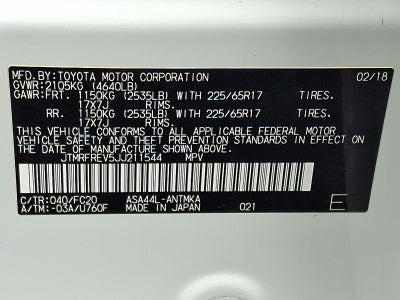 MFD.BY:TOYOTA MOTOR CORPORATION 02/18
GVWR:2105KG (4640LB)
GAWR:FRT. 1150KG (2535LB) WITH 225/65R17 TIRES.
17X7J RIMS.
RR. 1150KG (2535LB) WITH 225/65R17 TIRES.
17X7J RIMS.
THIS VEHICLE CONFORMS TO ALL APPLICABLE FEDERAL MOTOR
VEHICLE SAFETY AND THEFT PREVENTION STANDARDS IN EFFECT
ON THE DATE OF MANUFACTURE SHOWN ABOVE.
JTMRFREV5JJ211544 MPV
C/TR:040/FC20 ASA44L-ANTMKA
A/TM:-03A/U760F MADE IN JAPAN 021 E